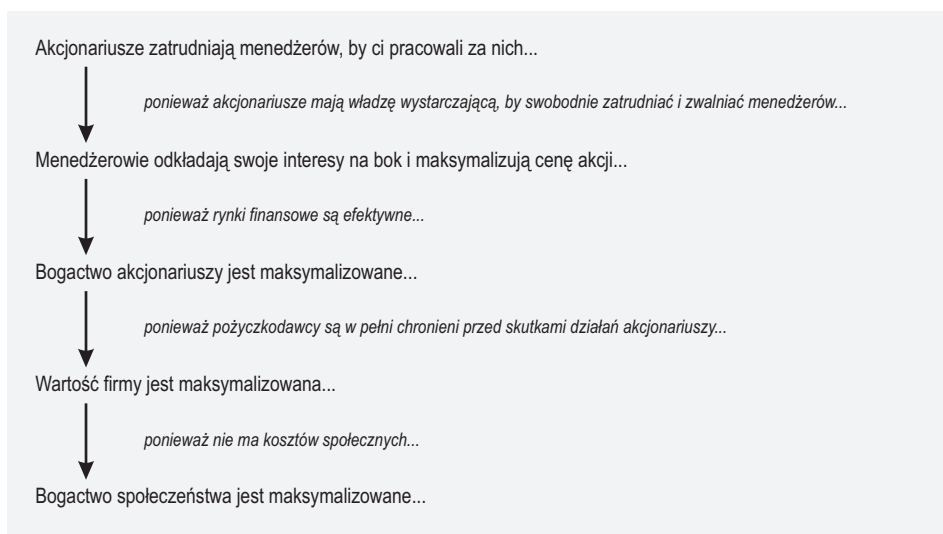 Akcjonariusze zatrudniają menedżerów, by ci pracowali za nich...
ponieważ akcjonariusze mają władzę wystarczającą, by swobodnie zatrudniać i zwalniać menedżerów...
Menedżerowie odkładają swoje interesy na bok i maksymalizują cenę akcji...
ponieważ rynki finansowe są efektywne...
Bogactwo akcjonariuszy jest maksymalizowane...
ponieważ pożyczkodawcy są w pełni chronieni przed skutkami działań akcjonariuszy...
Wartość firmy jest maksymalizowana...
ponieważ nie ma kosztów społecznych...
Bogactwo społeczeństwa jest maksymalizowane...